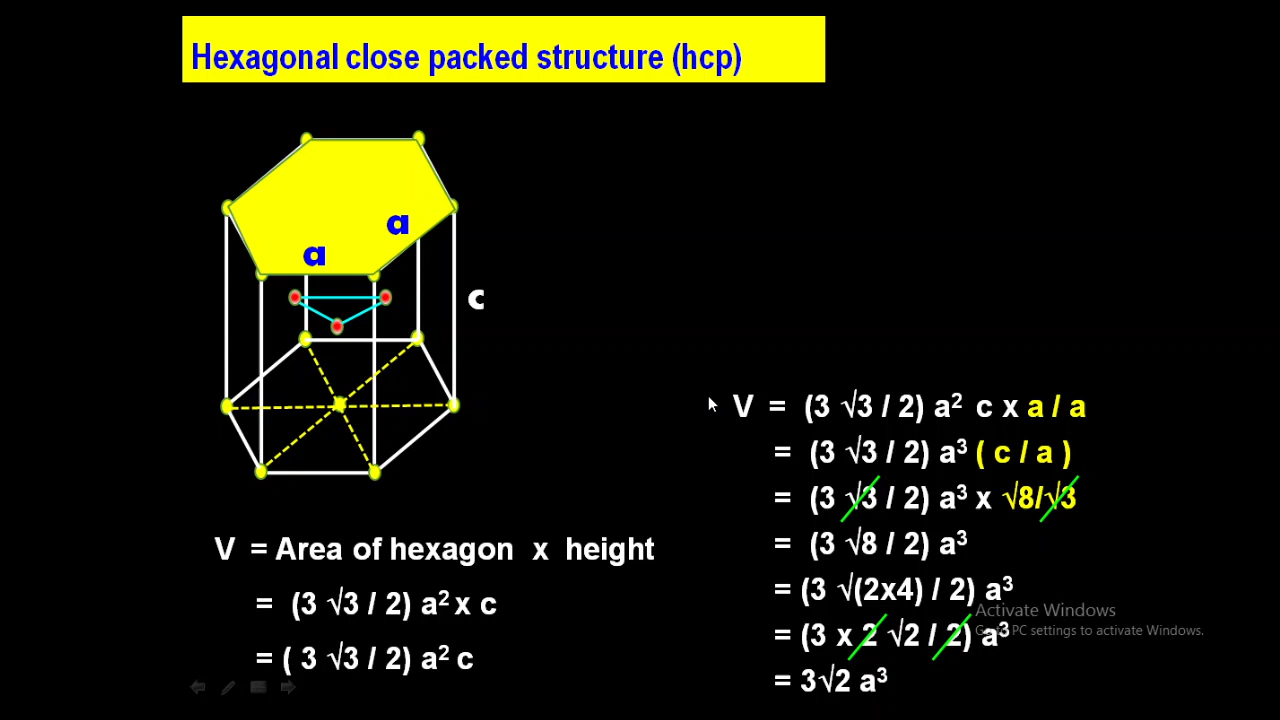 Hexagonal close packed structure (hcp)
a
a
c
V = Area of hexagon x height
= (3 √3 / 2) a² x c
= ( 3 √3 / 2) a² c
V = (3 √3 / 2) a² c x a / a
= (3 √3 / 2) a³ ( c / a )
= (3 √3 / 2) a³ x √8/√3
= (3 √8 / 2) a³
= (3 √(2x4) / 2) a³
= (3 x 2 √2 / 2) a³
= 3√2 a³
Activate Windows
Go to PC settings to activate Windows.